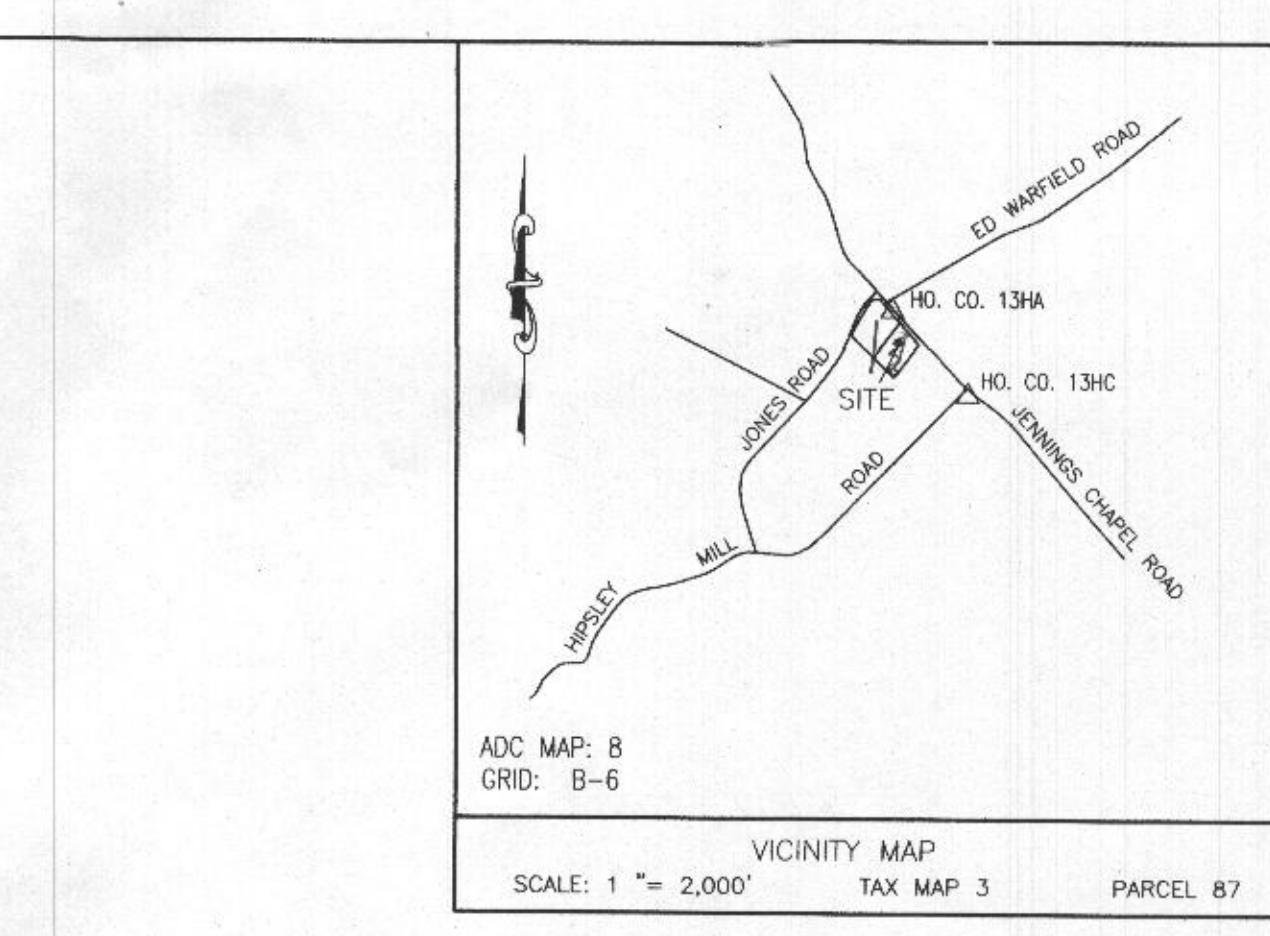 ED WARFIELD ROAD
HO. CO. 13HA
JONES ROAD
SITE
HO. CO. 13HC
JENNINGS CHAPEL ROAD
HIPSLEY MILL ROAD
ADC MAP: 8
GRID: B-6
VICINITY MAP
SCALE: 1 "= 2,000' TAX MAP 3 PARCEL 87